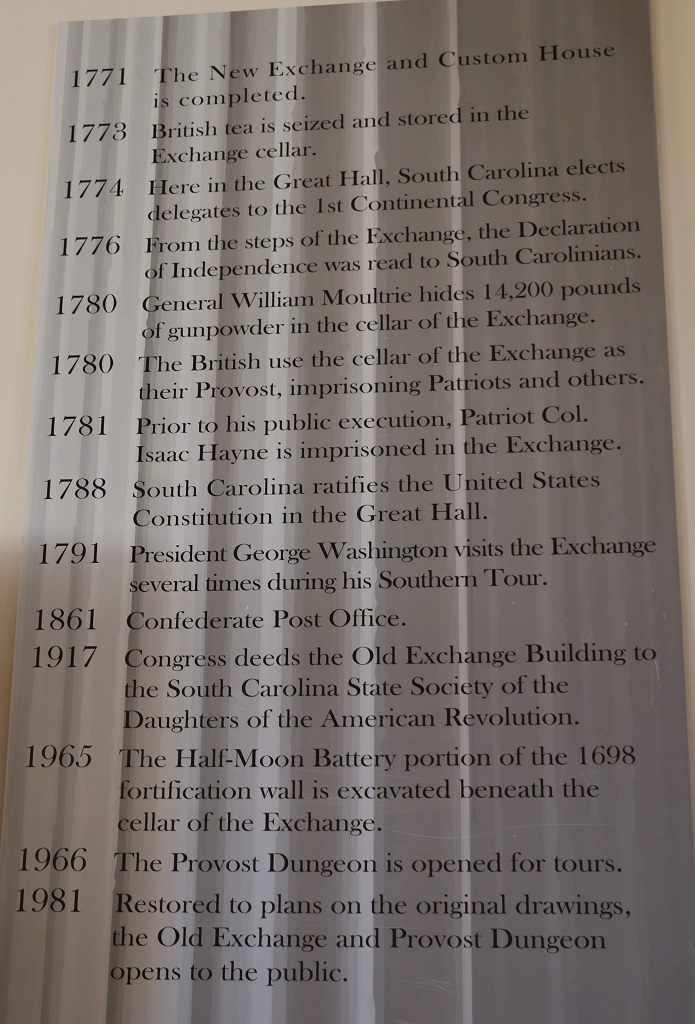 1771 The New Exchange and Custom House
is completed.
1773 British tea is seized and stored in the
Exchange cellar.
1774 Here in the Great Hall, South Carolina elects
delegates to the 1st Continental Congress.
1776 From the steps of the Exchange, the Declaration
of Independence was read to South Carolinians.
1780 General William Moultrie hides 14,200 pounds
of gunpowder in the cellar of the Exchange.
1780 The British use the cellar of the Exchange as
their Provost, imprisoning Patriots and others.
1781 Prior to his public execution, Patriot Col.
Isaac Hayne is imprisoned in the Exchange.
1788 South Carolina ratifies the United States
Constitution in the Great Hall.
1791 President George Washington visits the Exchange
several times during his Southern Tour.
1861 Confederate Post Office.
1917 Congress deeds the Old Exchange Building to
the South Carolina State Society of the
Daughters of the American Revolution.
1965 The Half-Moon Battery portion of the 1698
fortification wall is excavated beneath the
cellar of the Exchange.
1966 The Provost Dungeon is opened for tours.
1981 Restored to plans on the original drawings,
the Old Exchange and Provost Dungeon
opens to the public.